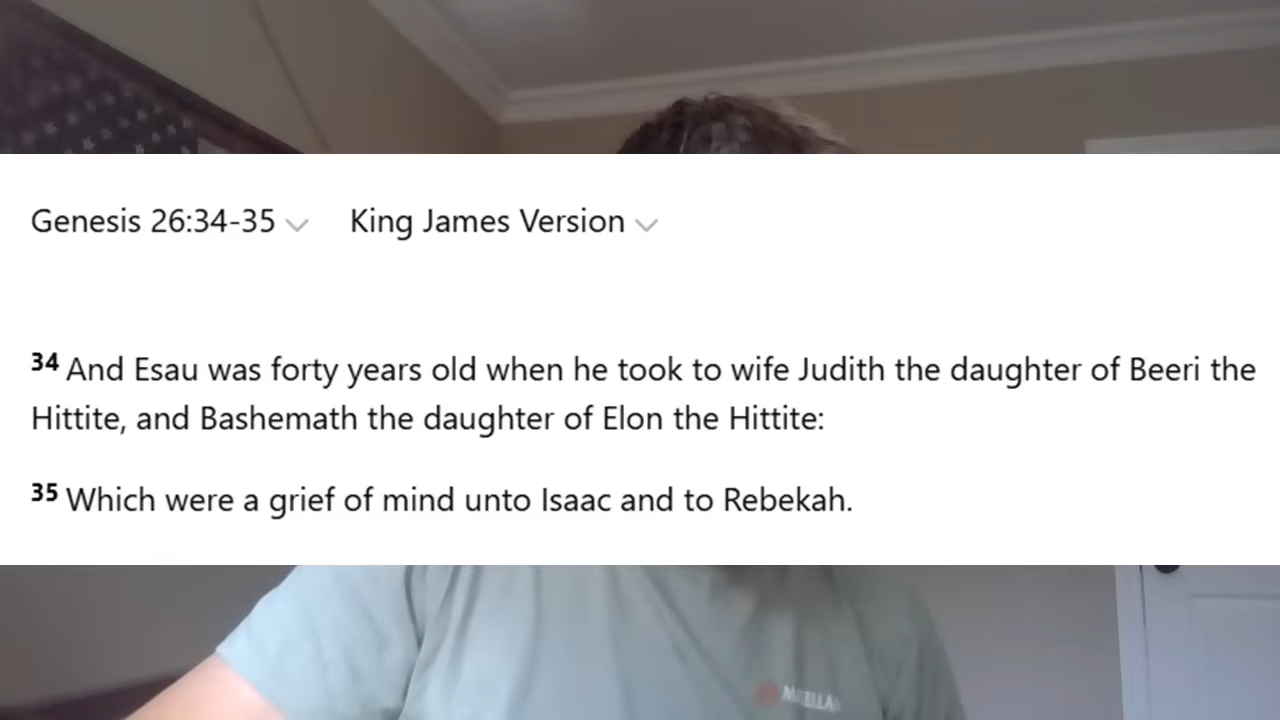 Genesis 26:34-35 King James Version
34 And Esau was forty years old when he took to wife Judith the daughter of Beeri the
Hittite, and Bashemath the daughter of Elon the Hittite:
35 Which were a grief of mind unto Isaac and to Rebekah.